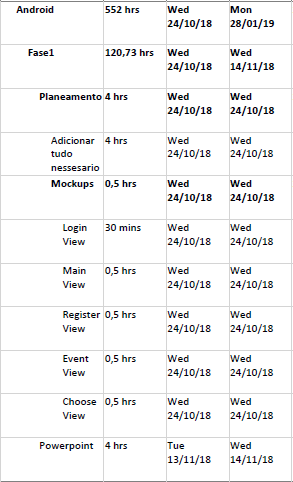 Android 552 hrs Wed Mon
24/10/18 28/01/19
Fase1 120,73 hrs Wed Wed
24/10/18 14/11/18
Planeamento 4 hrs Wed Wed
24/10/18 24/10/18
Adicionar 4 hrs Wed Wed
tudo 24/10/18 24/10/18
nessesario
Mockups 0,5 hrs Wed Wed
24/10/18 24/10/18
Login 30 mins Wed Wed
View 24/10/18 24/10/18
Main 0,5 hrs Wed Wed
View 24/10/18 24/10/18
Register 0,5 hrs Wed Wed
View 24/10/18 24/10/18
Event 0,5 hrs Wed Wed
View 24/10/18 24/10/18
Choose 0,5 hrs Wed Wed
View 24/10/18 24/10/18
Powerpoint 4 hrs Tue Wed
13/11/18 14/11/18